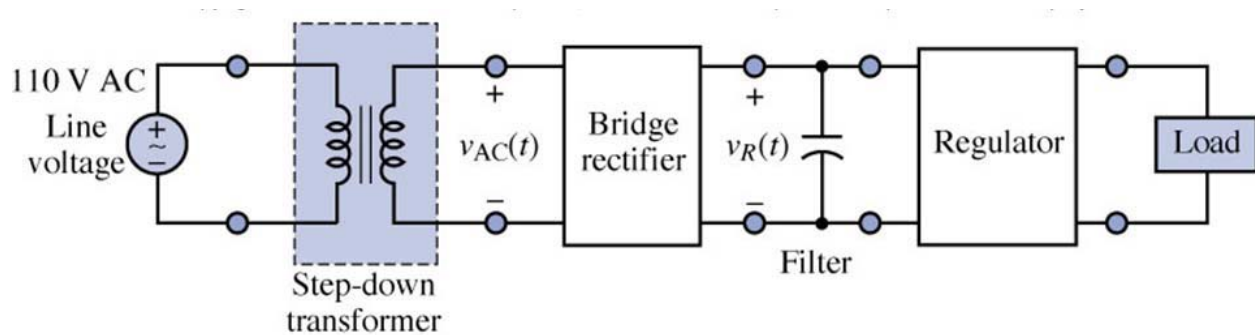 110 V AC
Line
voltage
+
~
−
Step-down
transformer
+
v_AC(t)
−
Bridge
rectifier
+
v_R(t)
−
Filter
Regulator
Load